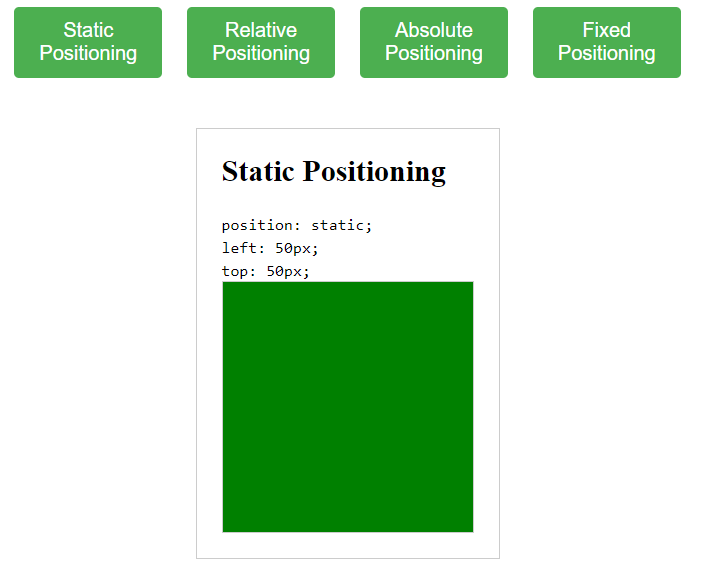 Static
Positioning
Relative
Positioning
Absolute
Positioning
Fixed
Positioning
Static Positioning
position: static;
left: 50px;
top: 50px;